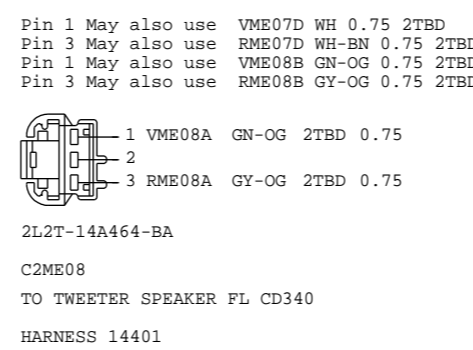 Pin 1 May also use VME07D WH 0.75 2TBD
Pin 3 May also use RME07D WH-BN 0.75 2TBD
Pin 1 May also use VME08B GN-OG 0.75 2TBD
Pin 3 May also use RME08B GY-OG 0.75 2TBD
1 VME08A GN-OG 2TBD 0.75
2
3 RME08A GY-OG 2TBD 0.75
2L2T-14A464-BA
C2ME08
TO TWEETER SPEAKER FL CD340
HARNESS 14401